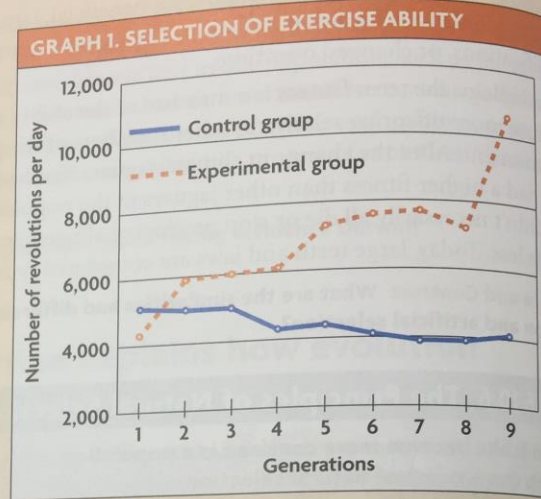 GRAPH 1. SELECTION OF EXERCISE ABILITY
12,000
10,000
8,000
6,000
4,000
2,000
Number of revolutions per day
Control group
Experimental group
1 2 3 4 5 6 7 8 9
Generations